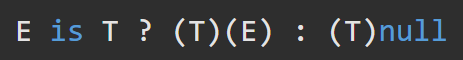 E is T ? (T)(E) : (T)null